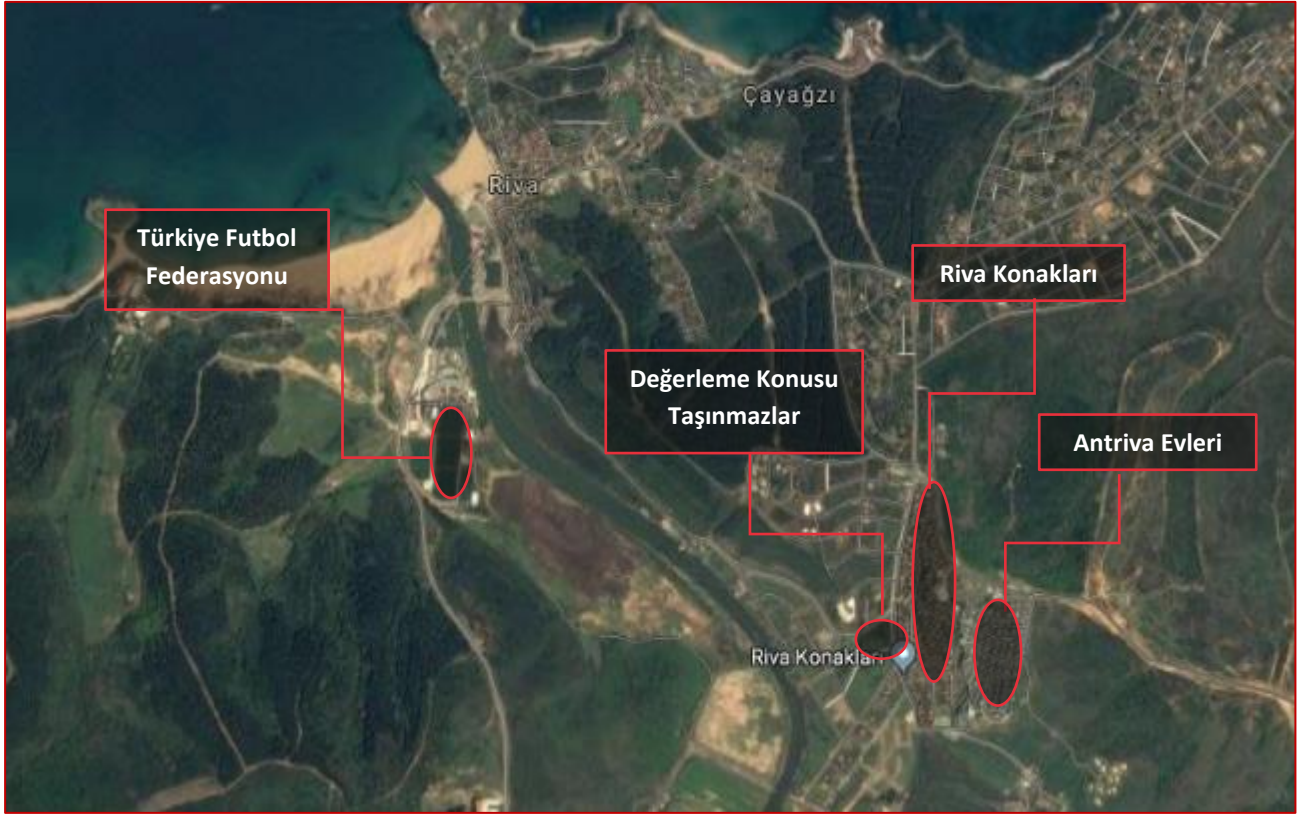 Çayağzı
Riva
Türkiye Futbol
Federasyonu
Riva Konakları
Değerleme Konusu
Taşınmazlar
Antriva Evleri
Riva Konakları